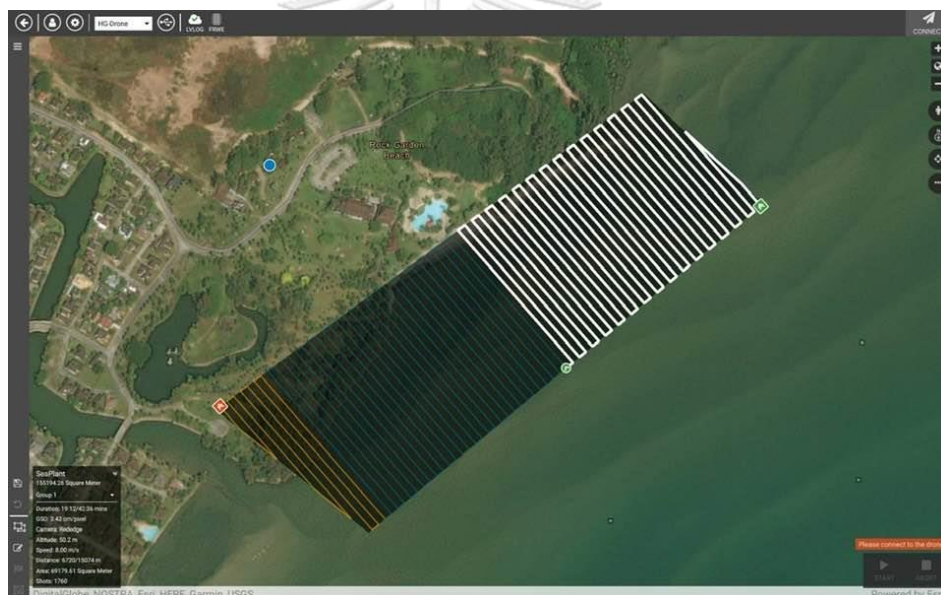 HG-Drone
LVLOG FRWE
CONNECT
Rock Garden
Beach
SeaPlant
155194.26 Square Meter
Group 1
Duration: 19.12/42.36 mins
GSD: 3.43 cm/pixel
Camera: Rededge
Altitude: 50.2 m
Speed: 8.00 m/s
Distance: 6720/15074 m
Area: 69179.61 Square Meter
Shots: 1760
Please connect to the drone
START ABORT
DigitalGlobe, NOSTRA, Esri, HERE, Garmin, USGS
Powered by Esri